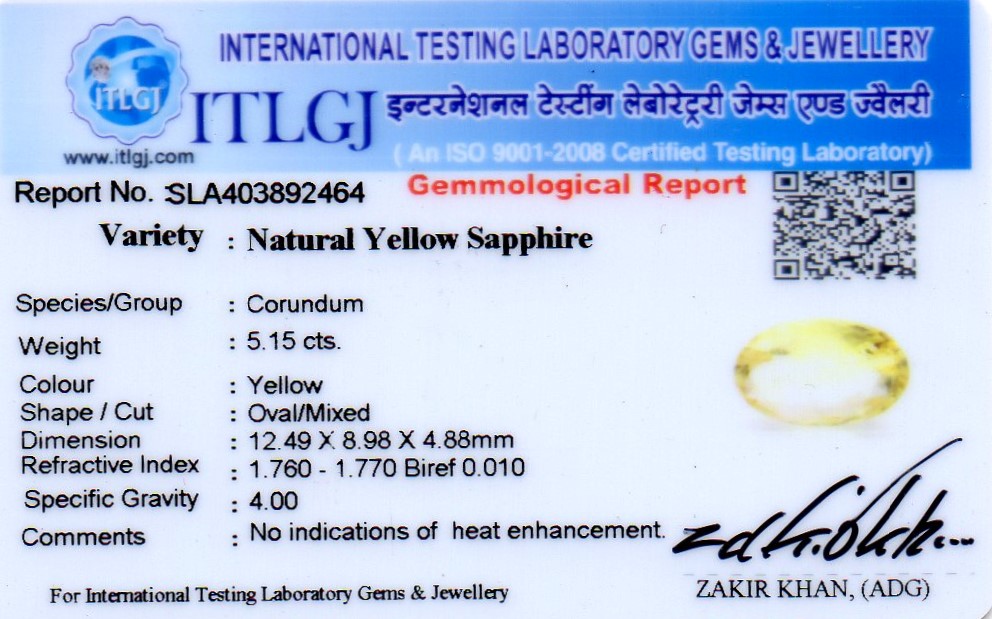 INTERNATIONAL TESTING LABORATORY GEMS & JEWELLERY
ITLGJ
ITLGJ इन्टरनेशनल टेस्टींग लेबोरेट्ररी जेम्स एण्ड ज्वैलरी
www.itlgj.com
( An ISO 9001-2008 Certified Testing Laboratory)
Gemmological Report
Report No. :SLA403892464
Variety : Natural Yellow Sapphire
Species/Group : Corundum
Weight : 5.15 cts.
Colour : Yellow
Shape / Cut : Oval/Mixed
Dimension : 12.49 X 8.98 X 4.88mm
Refractive Index : 1.760 - 1.770 Biref 0.010
Specific Gravity : 4.00
Comments : No indications of heat enhancement.
For International Testing Laboratory Gems & Jewellery
ZAKIR KHAN, (ADG)